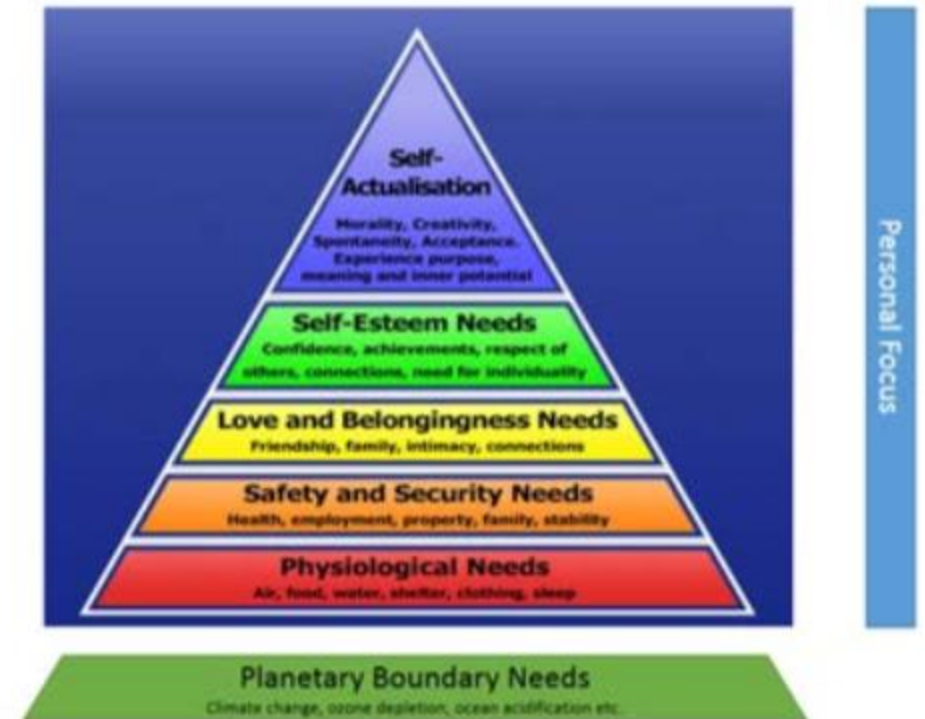 Self-
Actualisation
Morality, Creativity,
Spontaneity, Acceptance.
Experience purpose,
meaning and inner potential
Self-Esteem Needs
Confidence, achievements, respect of
others, connections, need for individuality
Love and Belongingness Needs
Friendship, family, intimacy, connections
Safety and Security Needs
Health, employment, property, family, stability
Physiological Needs
Air, food, water, shelter, clothing, sleep
Planetary Boundary Needs
Climate change, ozone depletion, ocean acidification etc.
Personal Focus